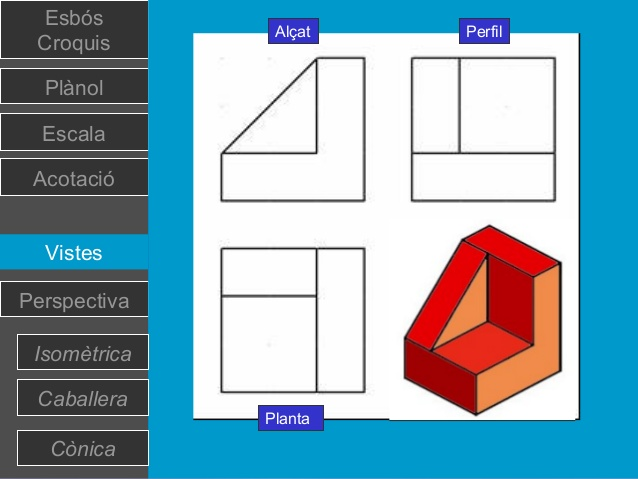 Esbós
Croquis
Plànol
Escala
Acotació
Vistes
Perspectiva
Isomètrica
Caballera
Cònica
Alçat
Perfil
Planta